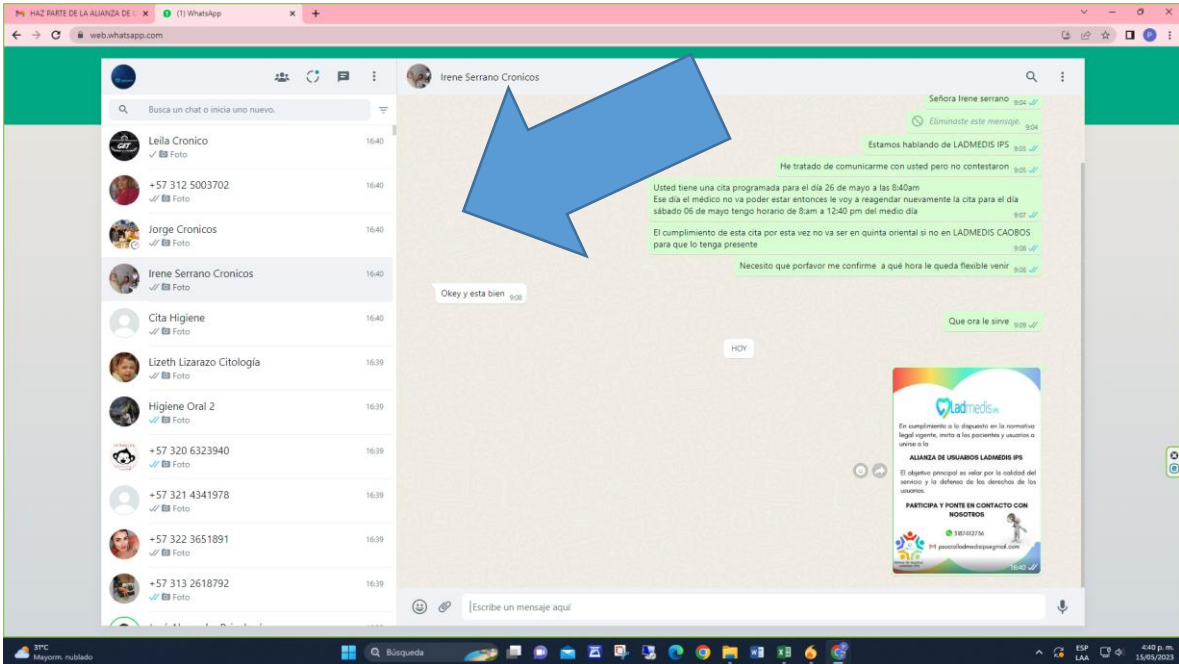 HAZ PARTE DE LA ALIANZA DE
(1) WhatsApp
web.whatsapp.com
Irene Serrano Cronicos
Busca un chat o inicia uno nuevo.
Leila Cronico 16:40
Foto
+57 312 5003702 16:40
Foto
Jorge Cronicos 16:40
Foto
Irene Serrano Cronicos 16:40
Foto
Cita Higiene 16:40
Foto
Lizeth Lizarazo Citología 16:39
Foto
Higiene Oral 2 16:39
Foto
+57 320 6323940 16:39
Foto
+57 321 4341978 16:39
Foto
+57 322 3651891 16:39
Foto
+57 313 2618792 16:39
Foto
Señora Irene serrano 9:04
Eliminaste este mensaje. 9:04
Estamos hablando de LADMEDIS IPS 9:05
He tratado de comunicarme con usted pero no contestaron 9:05
Usted tiene una cita programada para el día 26 de mayo a las 8:40am
Ese día el médico no va poder estar entonces le voy a reagendar nuevamente la cita para el día
sábado 06 de mayo tengo horario de 8:am a 12:40 pm del medio día 9:07
El cumplimiento de esta cita por esta vez no va ser en quinta oriental si no en LADMEDIS CAOBOS
para que lo tenga presente 9:08
Necesito que porfavor me confirme a qué hora le queda flexible venir 9:08
Okey y esta bien 9:08
Que ora le sirve 9:09
HOY
Ladmedis IPS
En cumplimiento a lo dispuesto en la normativa
legal vigente, invita a los pacientes y usuarios a
unirse a la
ALIANZA DE USUARIOS LADMEDIS IPS
El objetivo principal es velar por la calidad del
servicio y la defensa de los derechos de los
usuarios.
PARTICIPA Y PONTE EN CONTACTO CON
NOSOTROS
16:40
Escribe un mensaje aquí
31°C
Mayorm. nublado
Búsqueda
ESP
LAA
4:40 p. m.
15/05/2023